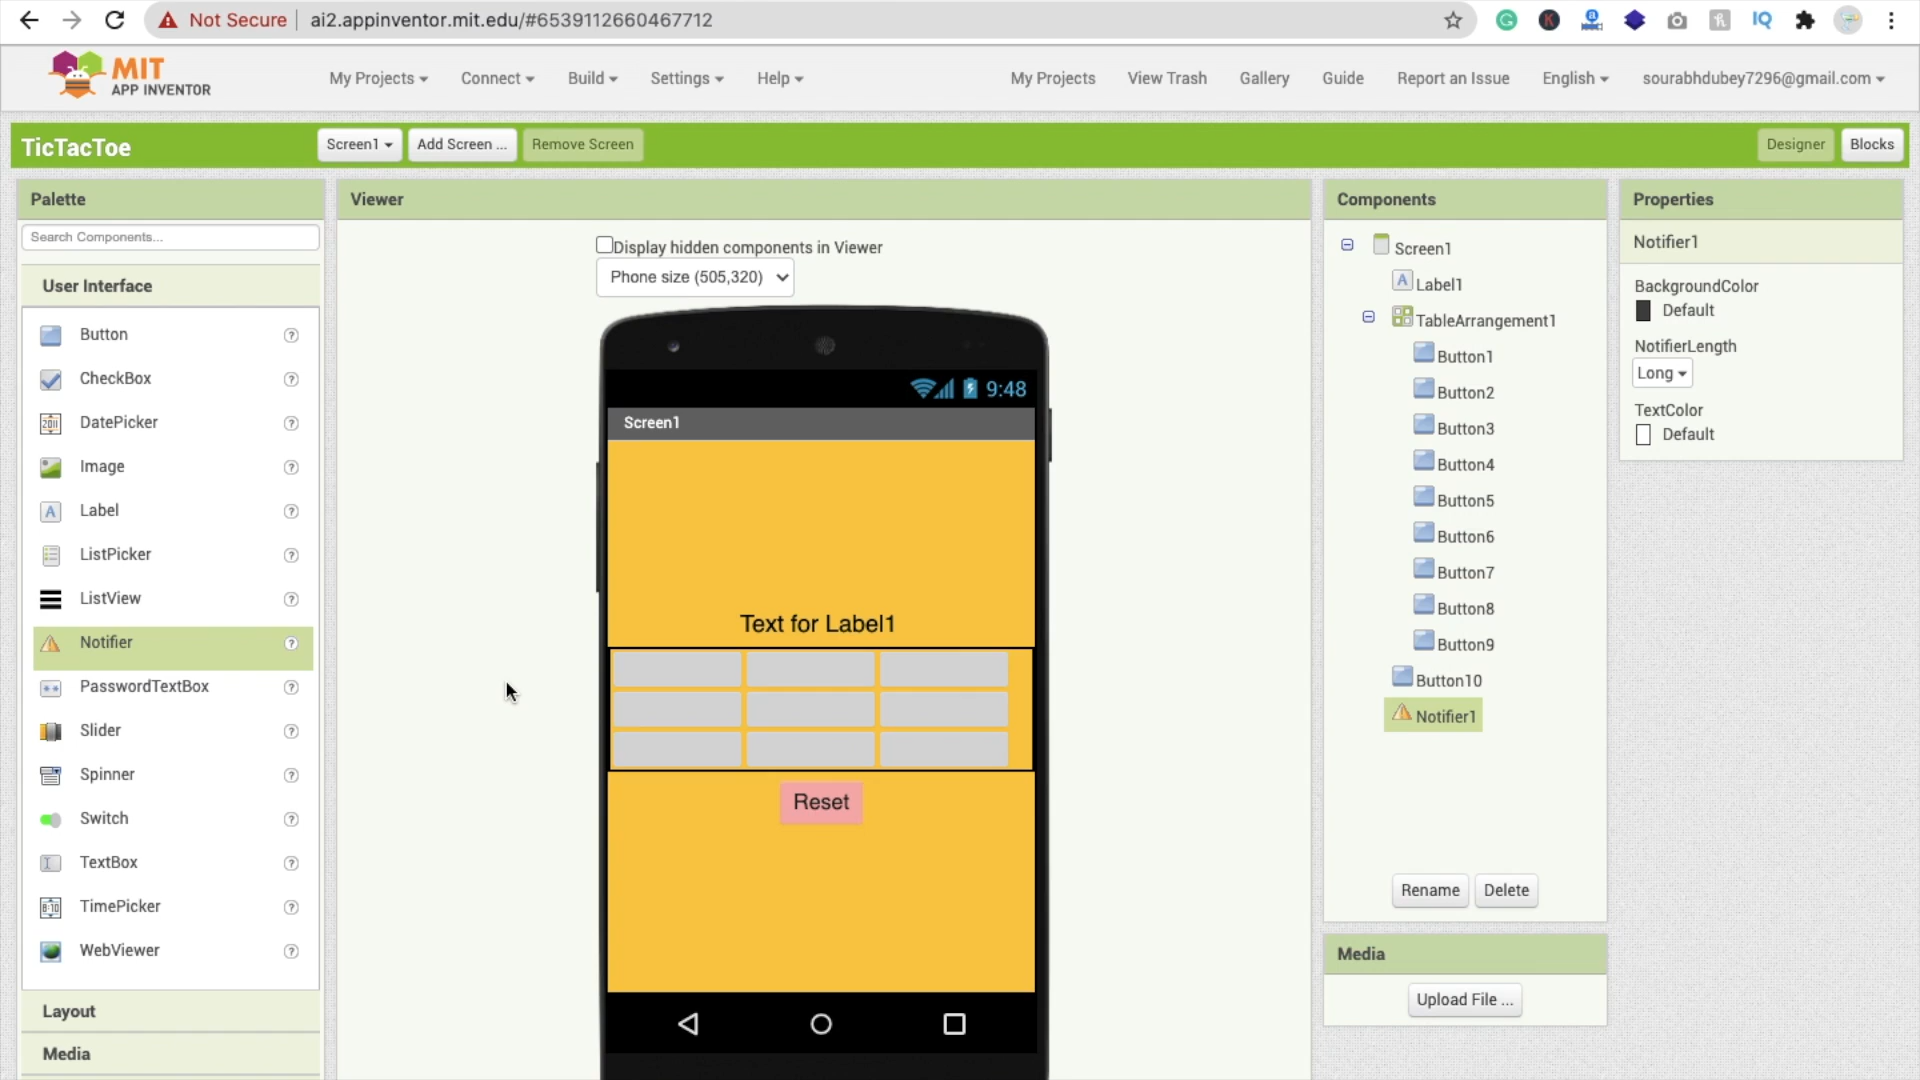 Not Secure
ai2.appinventor.mit.edu/#6539112660467712
MIT
APP INVENTOR
My Projects
Connect
Build
Settings
Help
My Projects
View Trash
Gallery
Guide
Report an Issue
English
sourabhdubey7296@gmail.com
TicTacToe
Screen1
Add Screen ...
Remove Screen
Designer
Blocks
Palette
Search Components...
User Interface
Button
CheckBox
DatePicker
Image
Label
ListPicker
ListView
Notifier
PasswordTextBox
Slider
Spinner
Switch
TextBox
TimePicker
WebViewer
Layout
Media
Viewer
Display hidden components in Viewer
Phone size (505,320)
9:48
Screen1
Text for Label1
Reset
Components
Screen1
Label1
TableArrangement1
Button1
Button2
Button3
Button4
Button5
Button6
Button7
Button8
Button9
Button10
Notifier1
Rename
Delete
Media
Upload File ...
Properties
Notifier1
BackgroundColor
Default
NotifierLength
Long
TextColor
Default